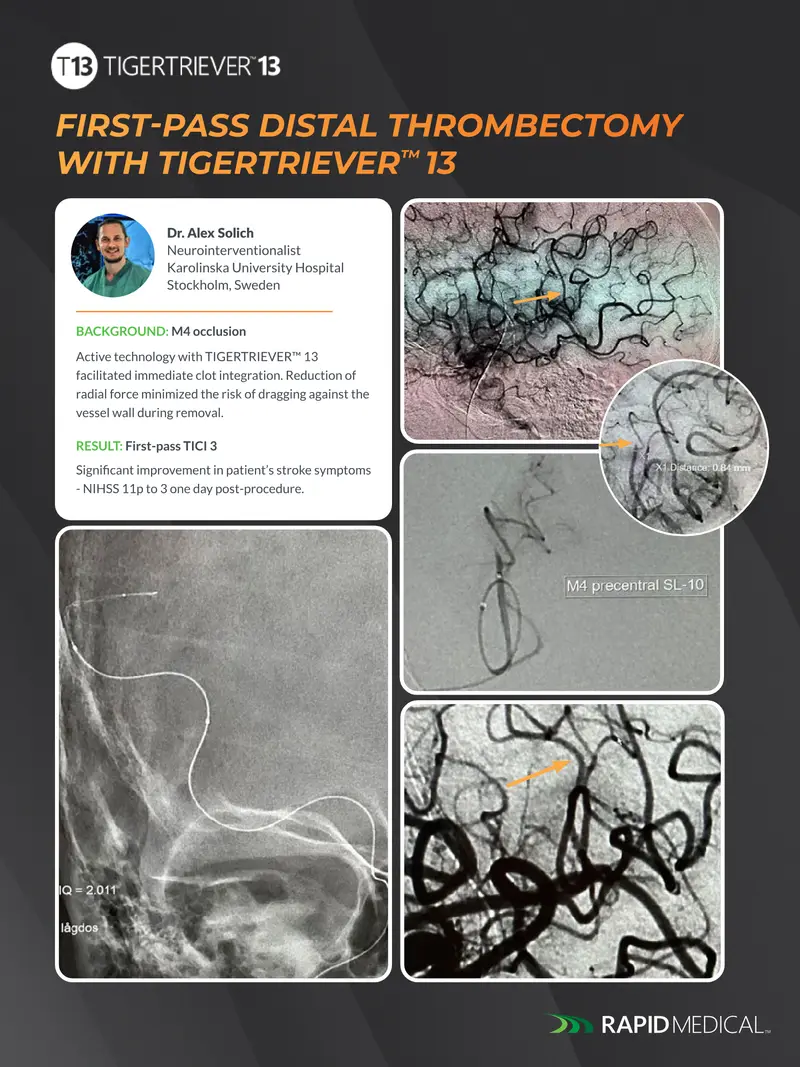 T13 TIGERTRIEVER™ 13
FIRST-PASS DISTAL THROMBECTOMY
WITH TIGERTRIEVER™ 13
Dr. Alex Solich
Neurointerventionalist
Karolinska University Hospital
Stockholm, Sweden
BACKGROUND: M4 occlusion
Active technology with TIGERTRIEVER™ 13
facilitated immediate clot integration. Reduction of
radial force minimized the risk of dragging against the
vessel wall during removal.
RESULT: First-pass TICI 3
Significant improvement in patient’s stroke symptoms
- NIHSS 11p to 3 one day post-procedure.
X1 Distance: 0.84 mm
M4 precentral SL-10
IQ = 2.011
lågdos
RAPID MEDICAL™